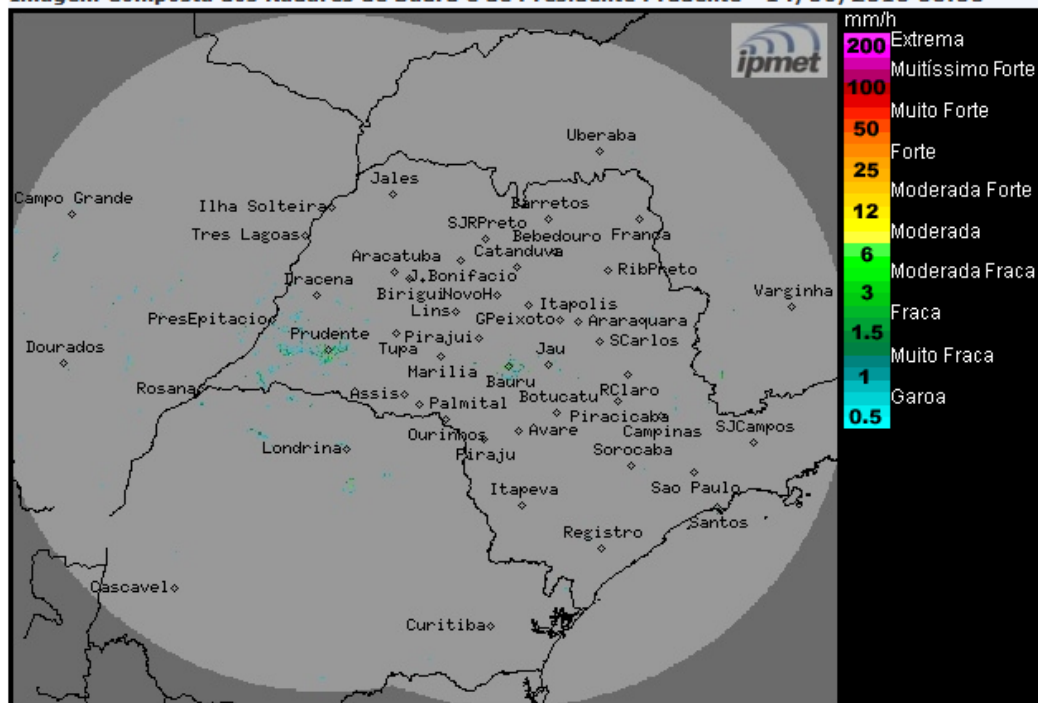 mm/h
200 Extrema
Muitíssimo Forte
100
Muito Forte
50
Forte
25
Moderada Forte
12
Moderada
6
Moderada Fraca
3
Fraca
1.5
Muito Fraca
1
Garoa
0.5
ipmet
Uberaba
Jales
Campo Grande
Ilha Solteira
Barretos
SJRPreto
Franca
Tres Lagoas
Bebedouro
Catanduva
Aracatuba
J.Bonifacio
RibPreto
Dracena
Birigui
NovoH
Itapolis
Varginha
Lins
PresEpitacio
GPeixoto
Araraquara
Prudente
Pirajui
SCarlos
Dourados
Tupa
Jau
Marilia
Bauru
RClaro
Rosana
Assis
Botucatu
Palmital
Piracicaba
Ourinhos
Avare
Campinas
SJCampos
Londrina
Piraju
Sorocaba
Itapeva
Sao Paulo
Santos
Registro
Cascavel
Curitiba